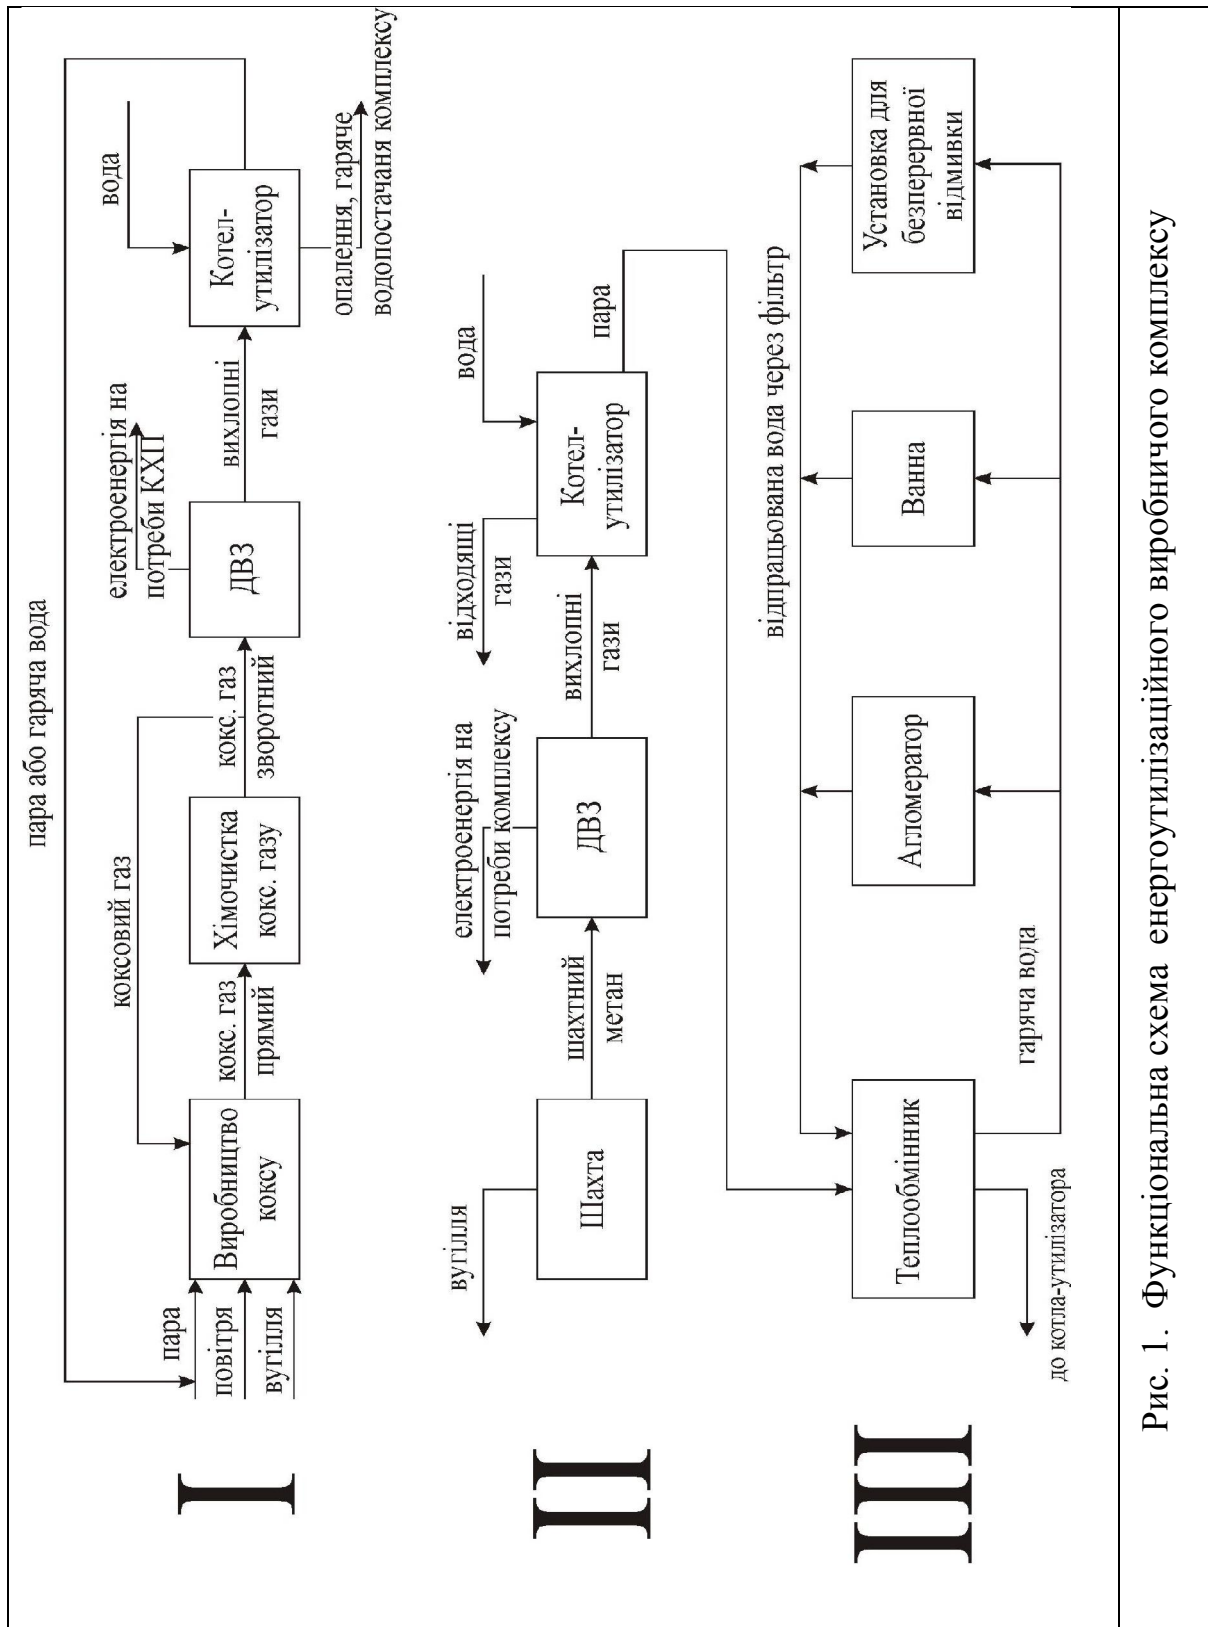 I
пара або гаряча вода
пара
повітря
вугілля
Виробництво
коксу
коксовий газ
кокс. газ
прямий
Хімочистка
кокс. газу
кокс. газ
зворотний
ДВЗ
електроенергія на
потреби КХП
вихлопні
гази
Котел-
утилізатор
вода
опалення, гаряче
водопостачаня комплексу
II
вугілля
Шахта
шахтний
метан
ДВЗ
електроенергія на
потреби комплексу
вихлопні
гази
відходящі
гази
Котел-
утилізатор
вода
пара
III
до котла-утилізатора
Теплообмінник
гаряча вода
відпрацьована вода через фільтр
Агломератор
Ванна
Установка для
безперервної
відмивки
Рис. 1. Функціональна схема енергоутилізаційного виробничого комплексу